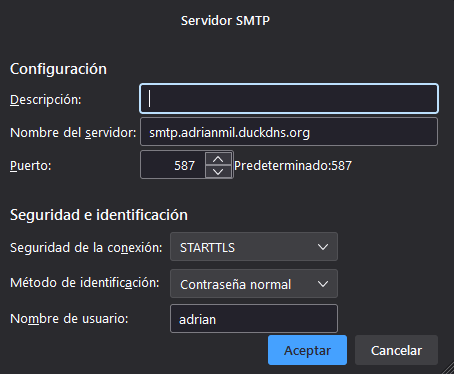 Servidor SMTP
Configuración
Descripción:
Nombre del servidor: smtp.adrianmil.duckdns.org
Puerto: 587 Predeterminado:587
Seguridad e identificación
Seguridad de la conexión: STARTTLS
Método de identificación: Contraseña normal
Nombre de usuario: adrian
Aceptar Cancelar